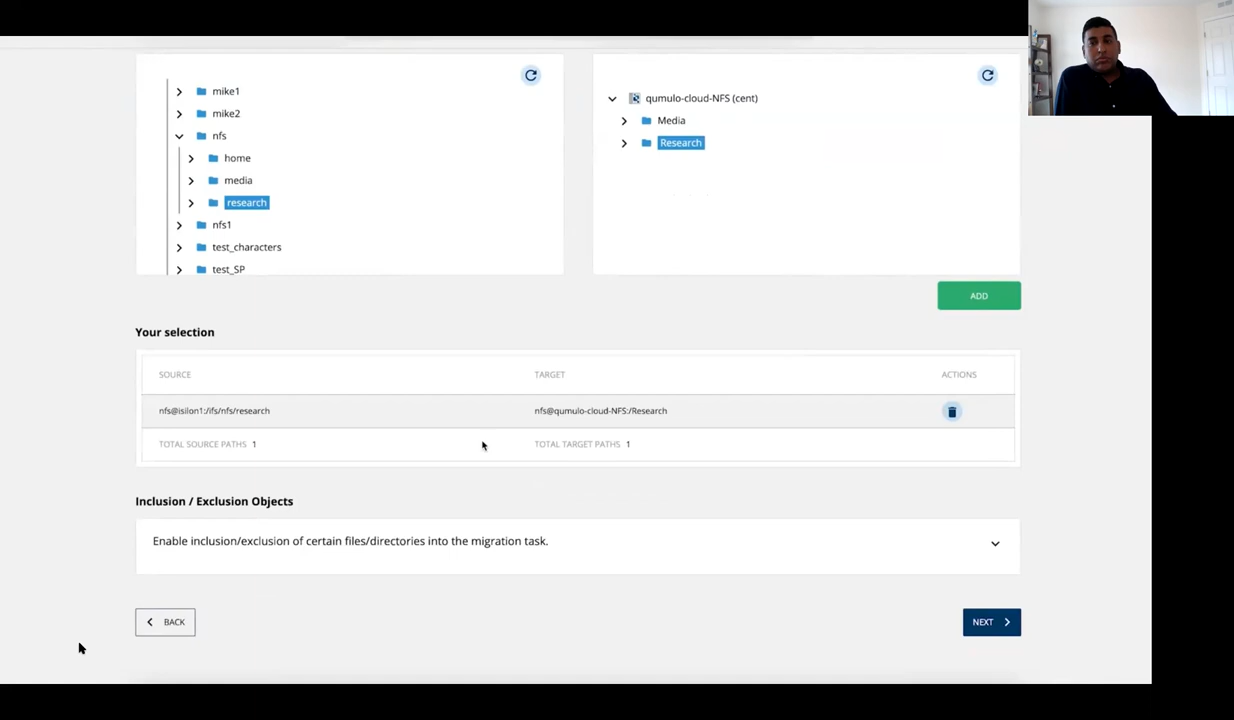 mike1
mike2
nfs
home
media
research
nfs1
test_characters
test_SP
qumulo-cloud-NFS (cent)
Media
Research
ADD
Your selection
SOURCE TARGET ACTIONS
nfs@isilon1:/ifs/nfs/research nfs@qumulo-cloud-NFS:/Research
TOTAL SOURCE PATHS 1 TOTAL TARGET PATHS 1
Inclusion / Exclusion Objects
Enable inclusion/exclusion of certain files/directories into the migration task.
BACK NEXT